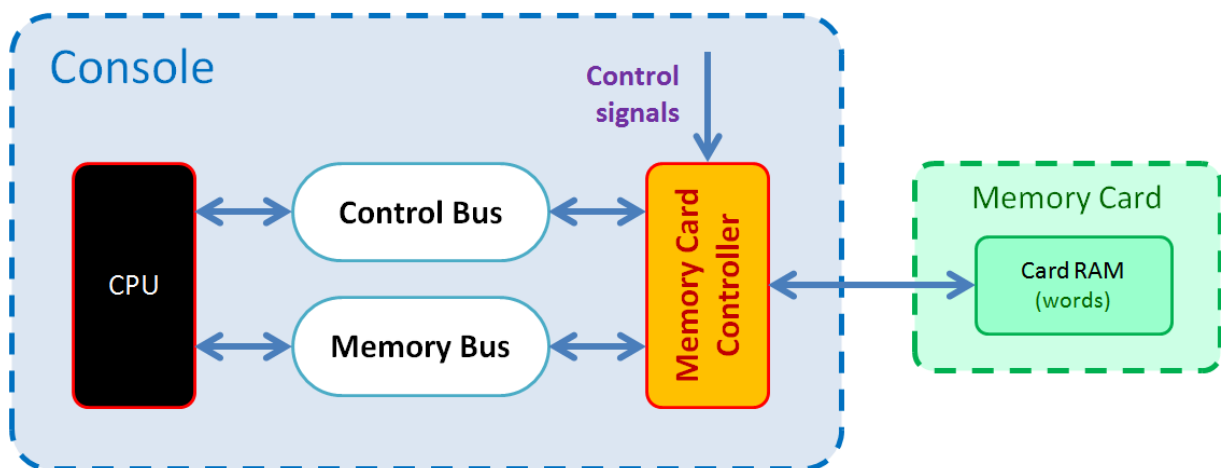 Console
Control
signals
CPU
Control Bus
Memory Bus
Memory Card
Controller
Memory Card
Card RAM
(words)